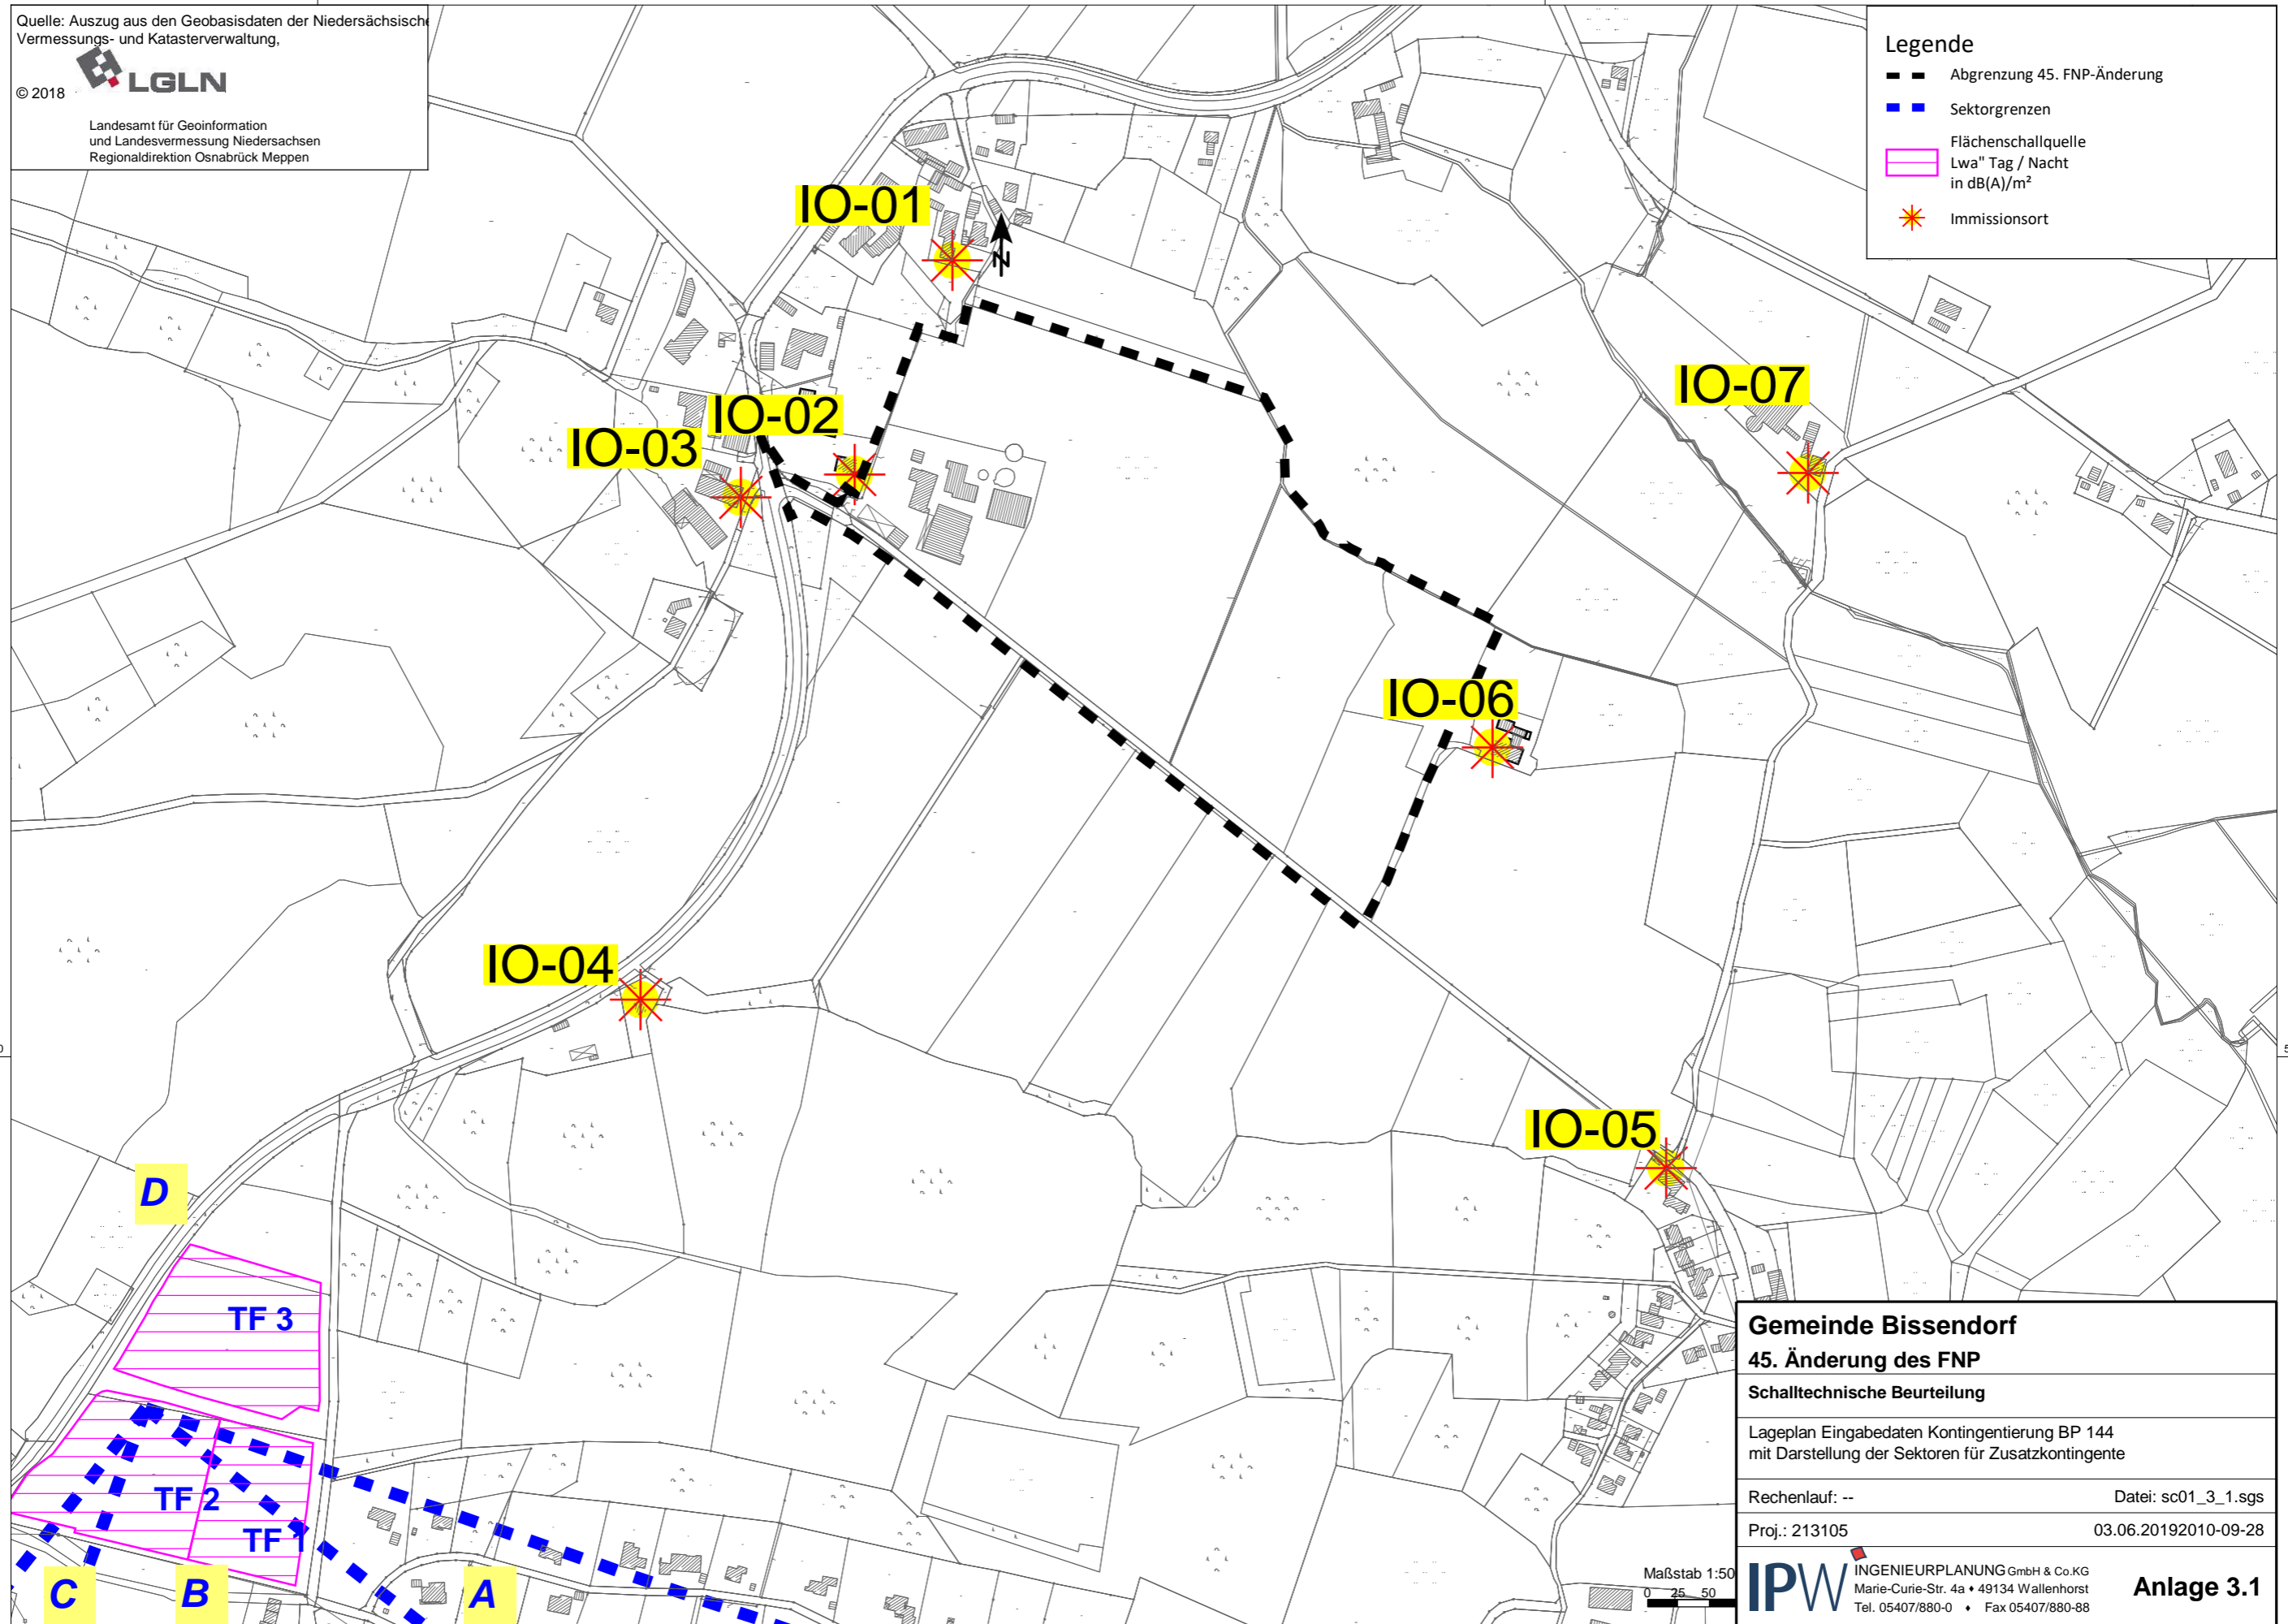 Quelle: Auszug aus den Geobasisdaten der Niedersächsische
Vermessungs- und Katasterverwaltung,
LGLN
© 2018
Landesamt für Geoinformation
und Landesvermessung Niedersachsen
Regionaldirektion Osnabrück Meppen
Legende
Abgrenzung 45. FNP-Änderung
Sektorgrenzen
Flächenschallquelle
Lwa" Tag / Nacht
in dB(A)/m²
Immissionsort
IO-01
N
IO-07
IO-02
IO-03
IO-06
IO-04
IO-05
D
TF 3
TF 2
TF 1
C
B
A
Gemeinde Bissendorf
45. Änderung des FNP
Schalltechnische Beurteilung
Lageplan Eingabedaten Kontingentierung BP 144
mit Darstellung der Sektoren für Zusatzkontingente
Rechenlauf: -- Datei: sc01_3_1.sgs
Proj.: 213105 03.06.20192010-09-28
Maßstab 1:50
0 25 50
IPW INGENIEURPLANUNG GmbH & Co.KG
Marie-Curie-Str. 4a ♦ 49134 Wallenhorst
Tel. 05407/880-0 ♦ Fax 05407/880-88
Anlage 3.1